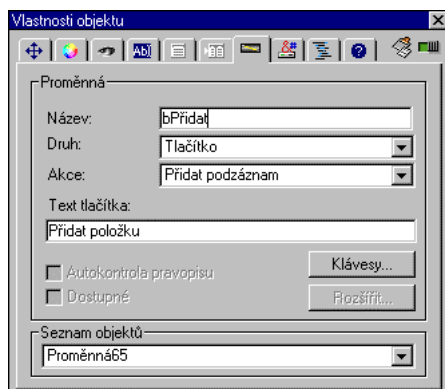 Vlastnosti objektu
Proměnná
Název: bPřidat
Druh: Tlačítko
Akce: Přidat podzáznam
Text tlačítka:
Přidat položku
Klávesy...
Autokontrola pravopisu
Dostupné Rozšířit...
Seznam objektů
Proměnná65